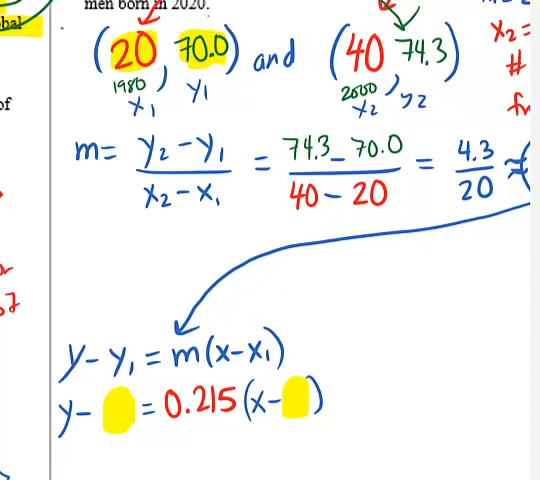 men born in 2020.
bal
(20, 70.0) and (40, 74.3)
x2 =
1980
2000
#
x1 y1
x2 y2
of
m = y2 - y1 / x2 - x1 = 74.3 - 70.0 / 40 - 20 = 4.3 / 20 ≈
y - y1 = m(x - x1)
y - = 0.215(x - )